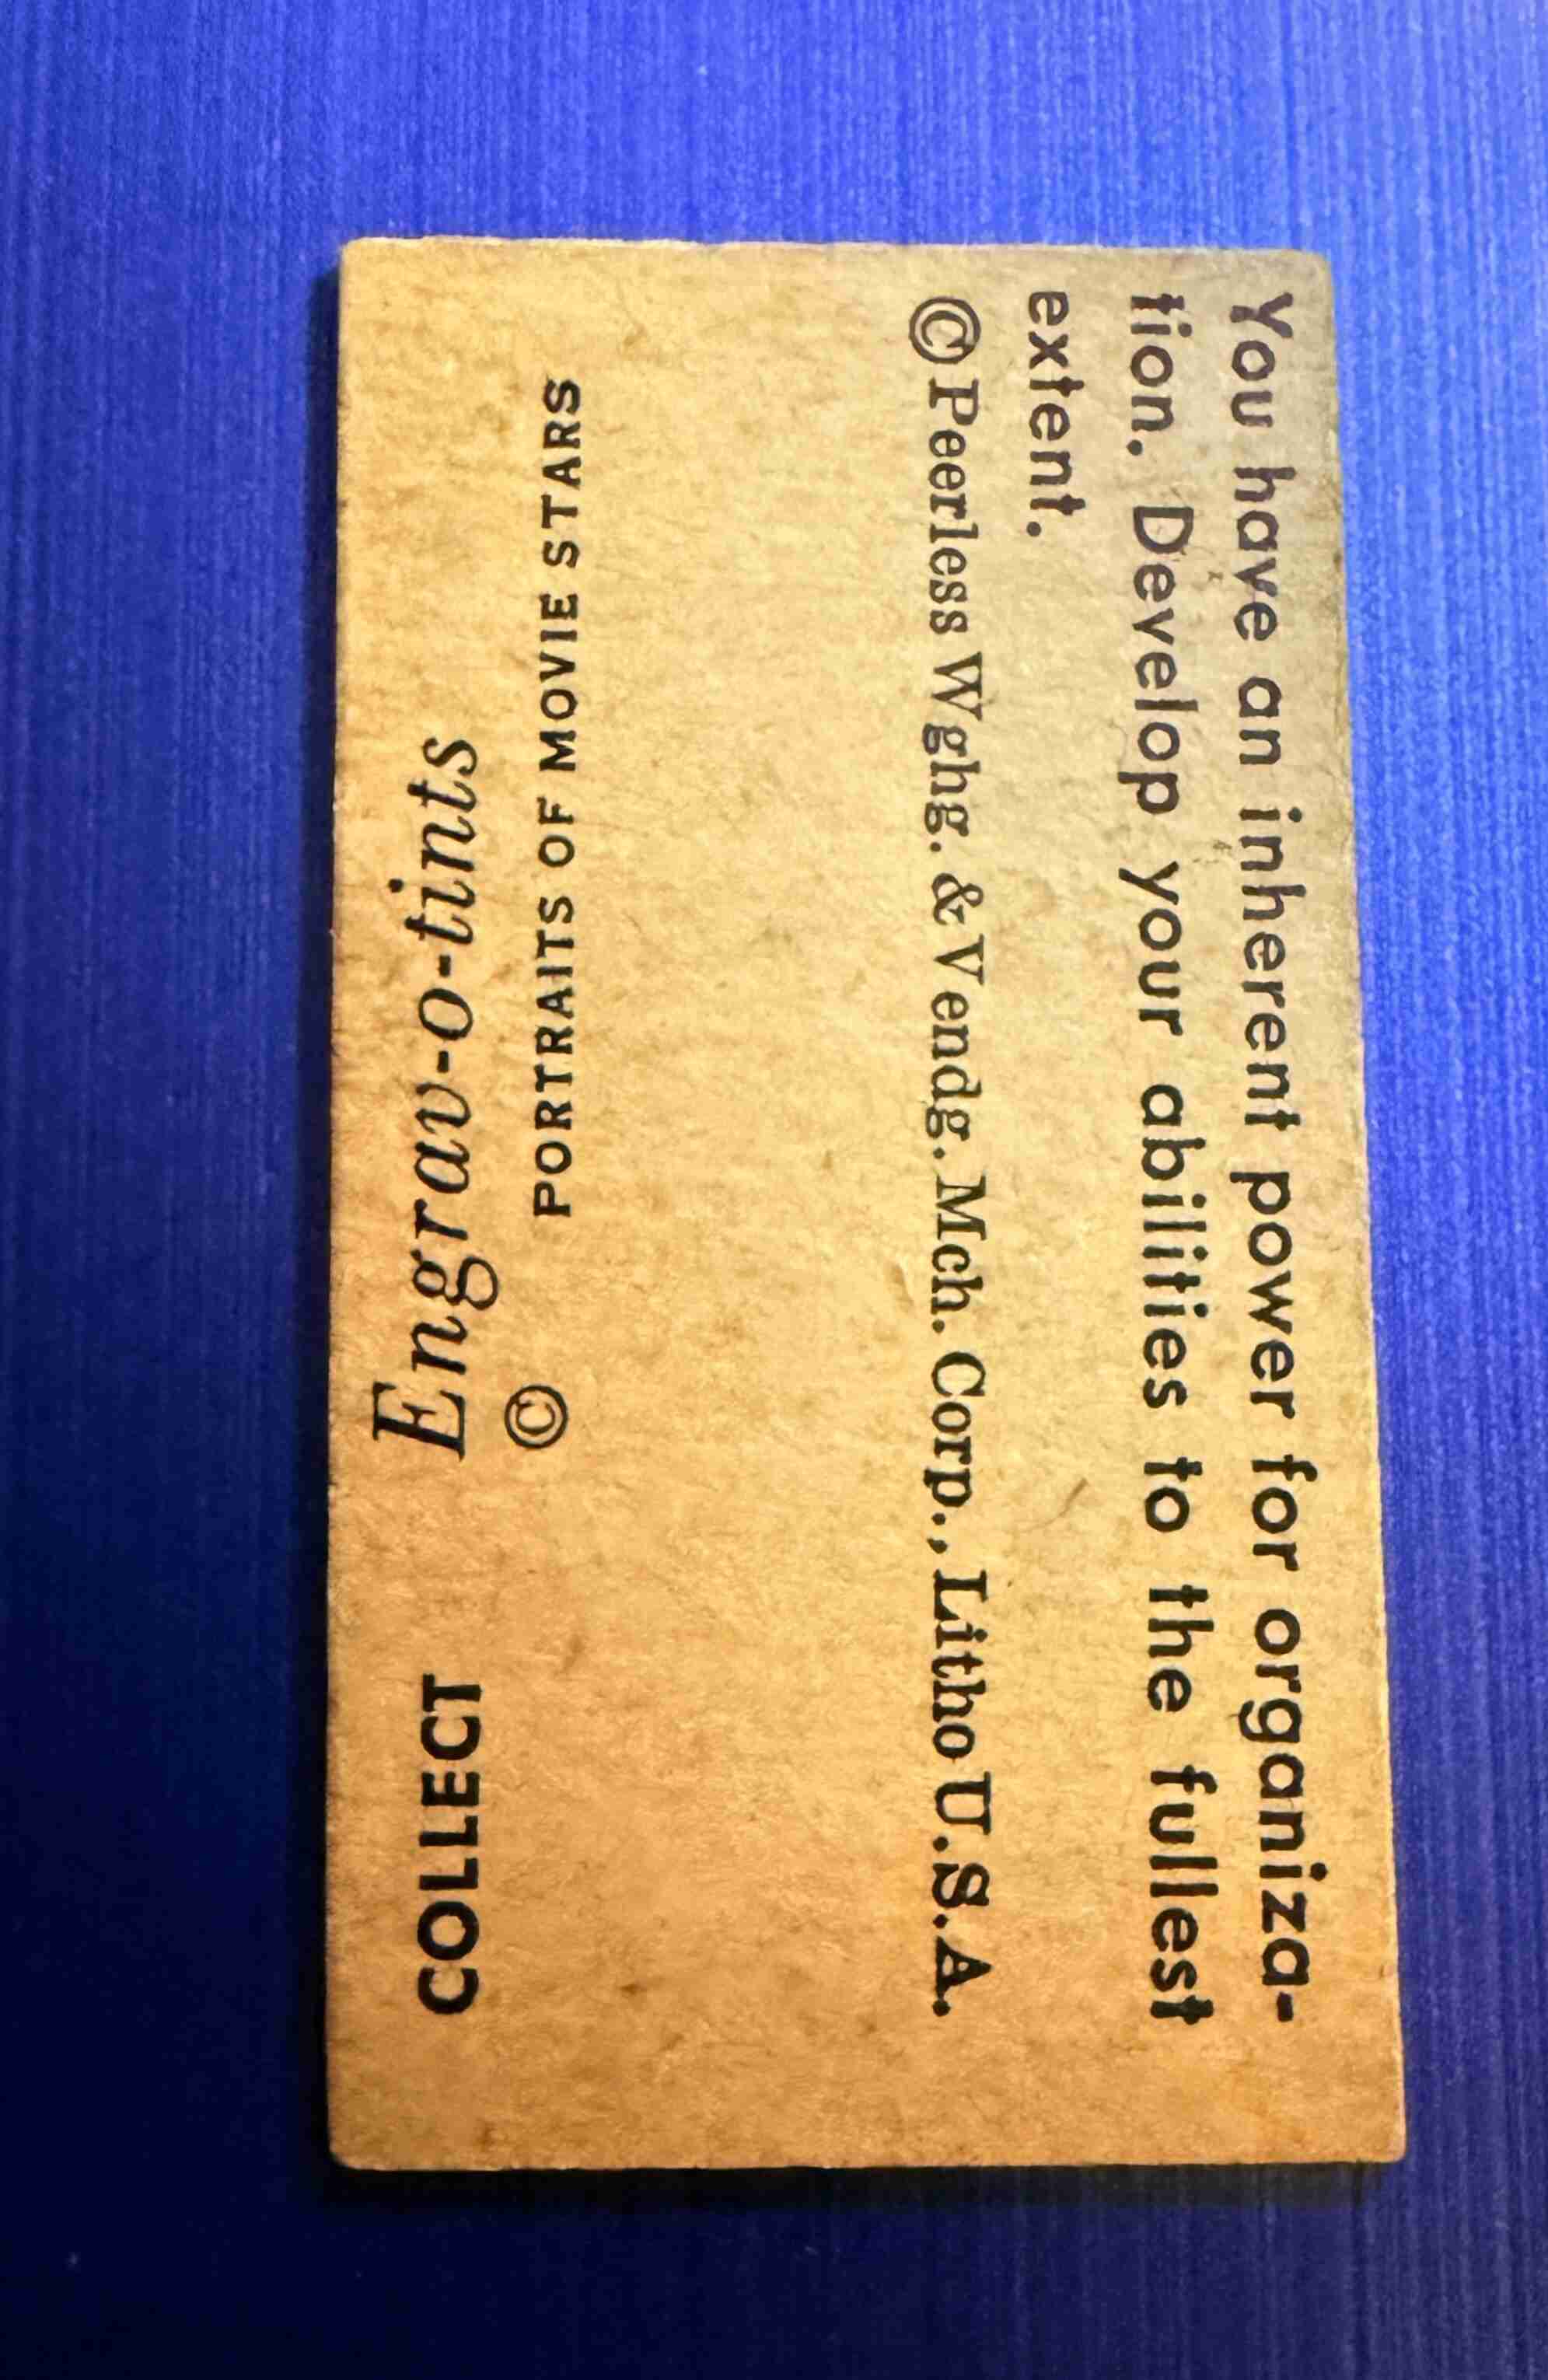 You have an inherent power for organiza-
tion. Develop your abilities to the fullest
extent.
© Peerless Wghg. & Vendg. Mch. Corp., Litho U.S.A.
COLLECT Engrav-o-tints
© PORTRAITS OF MOVIE STARS